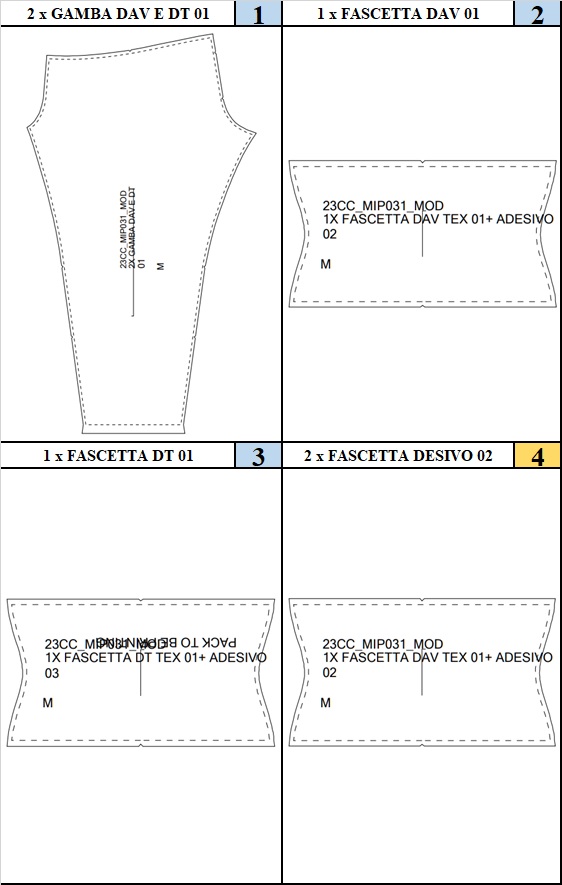 2 x GAMBA DAV E DT 01
1
1 x FASCETTA DAV 01
2
23CC_MIP031_MOD
2X GAMBA DAV E DT
01
M
23CC_MIP031_MOD
1X FASCETTA DAV TEX 01+ ADESIVO
02
M
1 x FASCETTA DT 01
3
2 x FASCETTA DESIVO 02
4
PACK TO BE PRINTING
23CC_MIP031_MOD
1X FASCETTA DT TEX 01+ ADESIVO
03
M
23CC_MIP031_MOD
1X FASCETTA DAV TEX 01+ ADESIVO
02
M